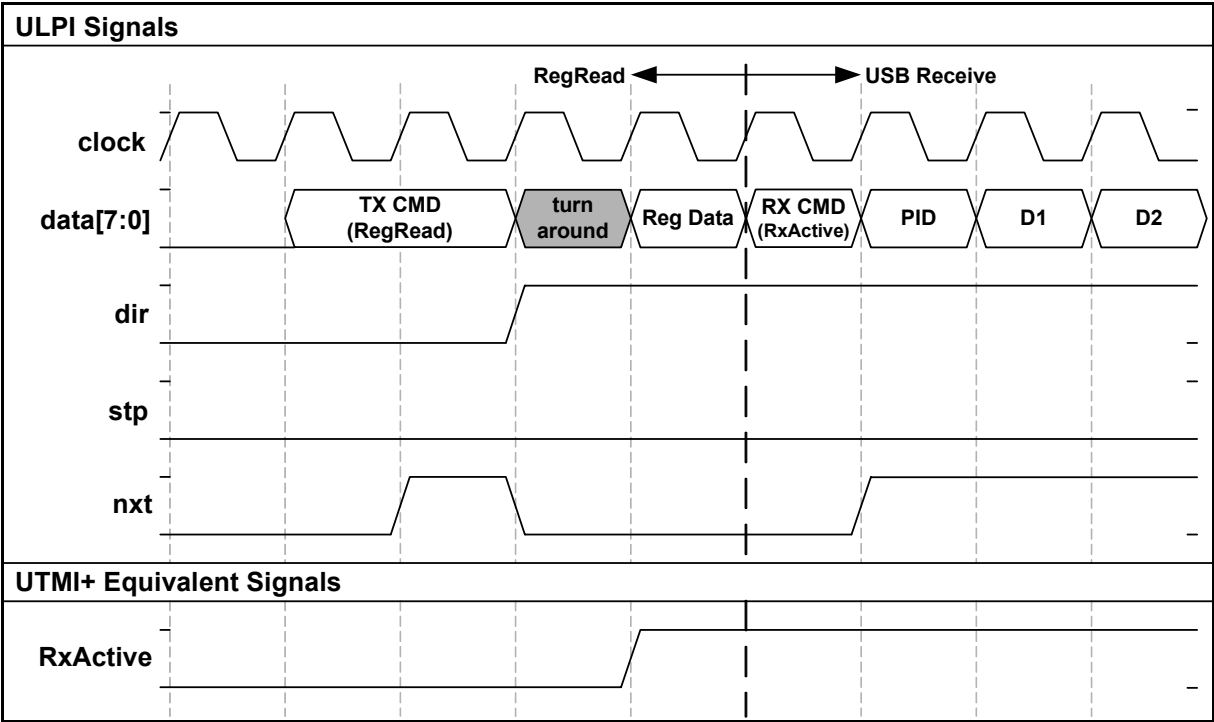 ULPI Signals
RegRead USB Receive
clock
data[7:0]
TX CMD
(RegRead)
turn
around
Reg Data
RX CMD
(RxActive)
PID
D1
D2
dir
stp
nxt
UTMI+ Equivalent Signals
RxActive